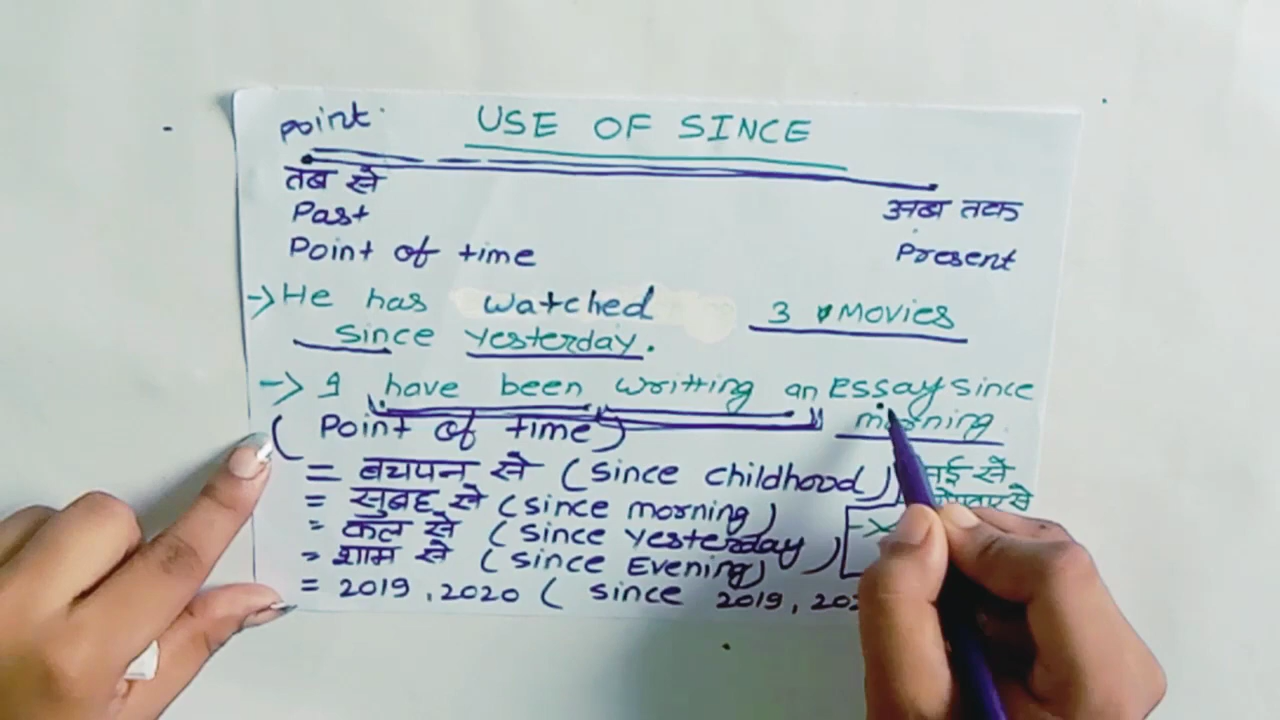 Point
USE OF SINCE
तब से
अब तक
Past
Present
Point of time
→ He has watched 3 Movies
since yesterday.
→ I have been writting an Essay since
morning
( Point of time )
= बचपन से ( since childhood )
= सुबह से ( since morning )
= कल से ( since yesterday )
= शाम से ( since Evening )
= 2019, 2020 ( since 2019,
से
से